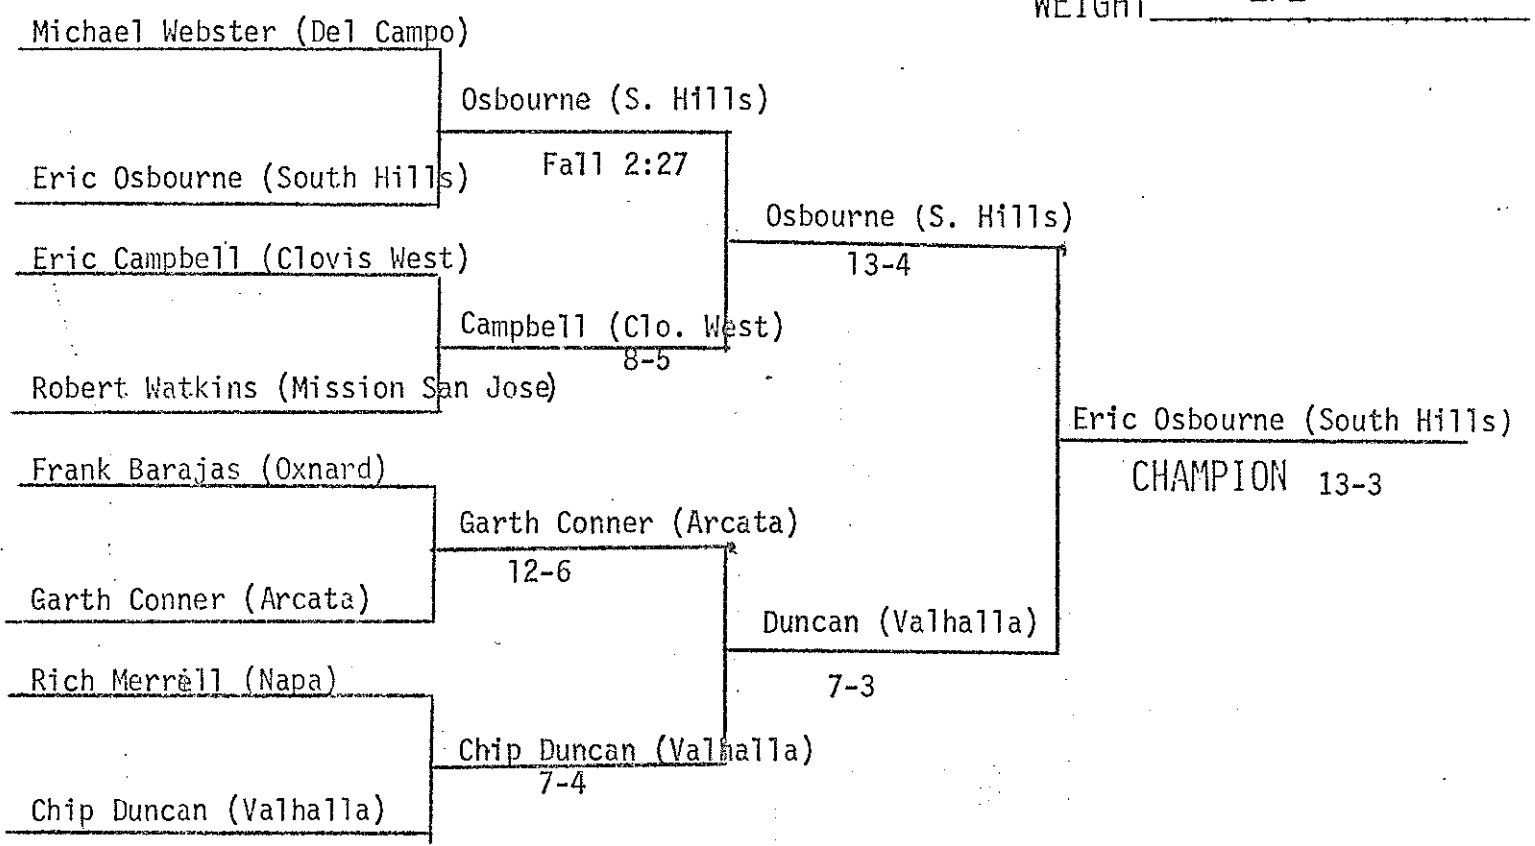 WEIGHT
Michael Webster (Del Campo)
Osbourne (S. Hills)
Fall 2:27
Eric Osbourne (South Hills)
Osbourne (S. Hills)
13-4
Eric Campbell (Clovis West)
Campbell (Clo. West)
8-5
Robert Watkins (Mission San Jose)
Eric Osbourne (South Hills)
CHAMPION 13-3
Frank Barajas (Oxnard)
Garth Conner (Arcata)
12-6
Garth Conner (Arcata)
Duncan (Valhalla)
7-3
Rich Merrell (Napa)
Chip Duncan (Valhalla)
7-4
Chip Duncan (Valhalla)